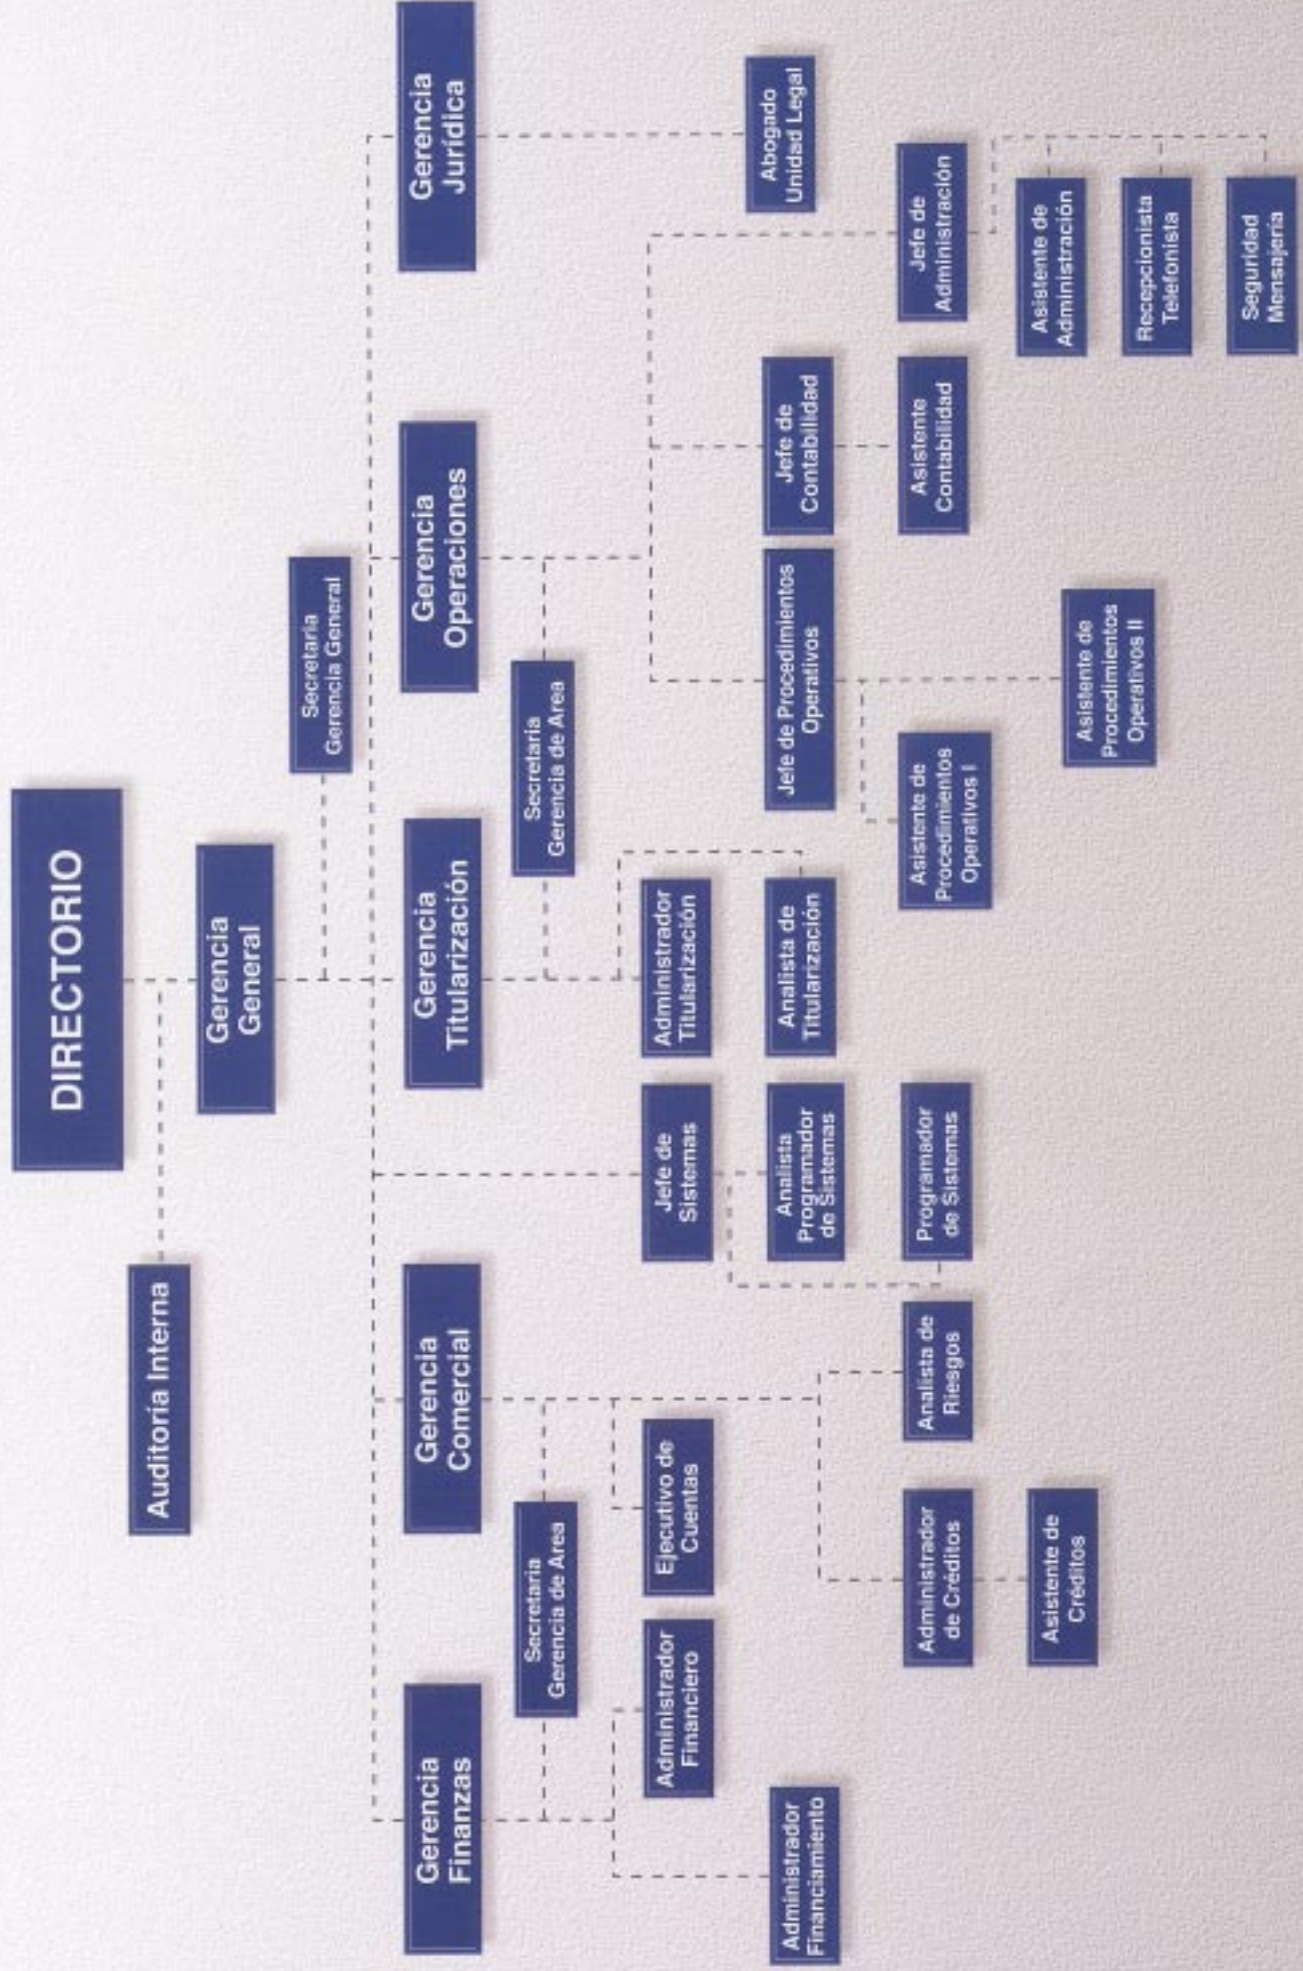 DIRECTORIO
Auditoría Interna
Gerencia
General
Secretaria
Gerencia General
Gerencia
Finanzas
Gerencia
Comercial
Gerencia
Titularización
Gerencia
Operaciones
Gerencia
Jurídica
Secretaria
Gerencia de Area
Secretaria
Gerencia de Area
Administrador
Financiero
Ejecutivo de
Cuentas
Jefe de
Sistemas
Administrador
Titularización
Abogado
Unidad Legal
Administrador
Financiamiento
Analista
Programador
de Sistemas
Analista de
Titularización
Jefe de Procedimientos
Operativos
Jefe de
Contabilidad
Administrador
de Créditos
Analista de
Riesgos
Programador
de Sistemas
Asistente de
Procedimientos
Operativos I
Asistente
Contabilidad
Jefe de
Administración
Asistente de
Créditos
Asistente de
Procedimientos
Operativos II
Asistente de
Administración
Recepcionista
Telefonista
Seguridad
Mensajería